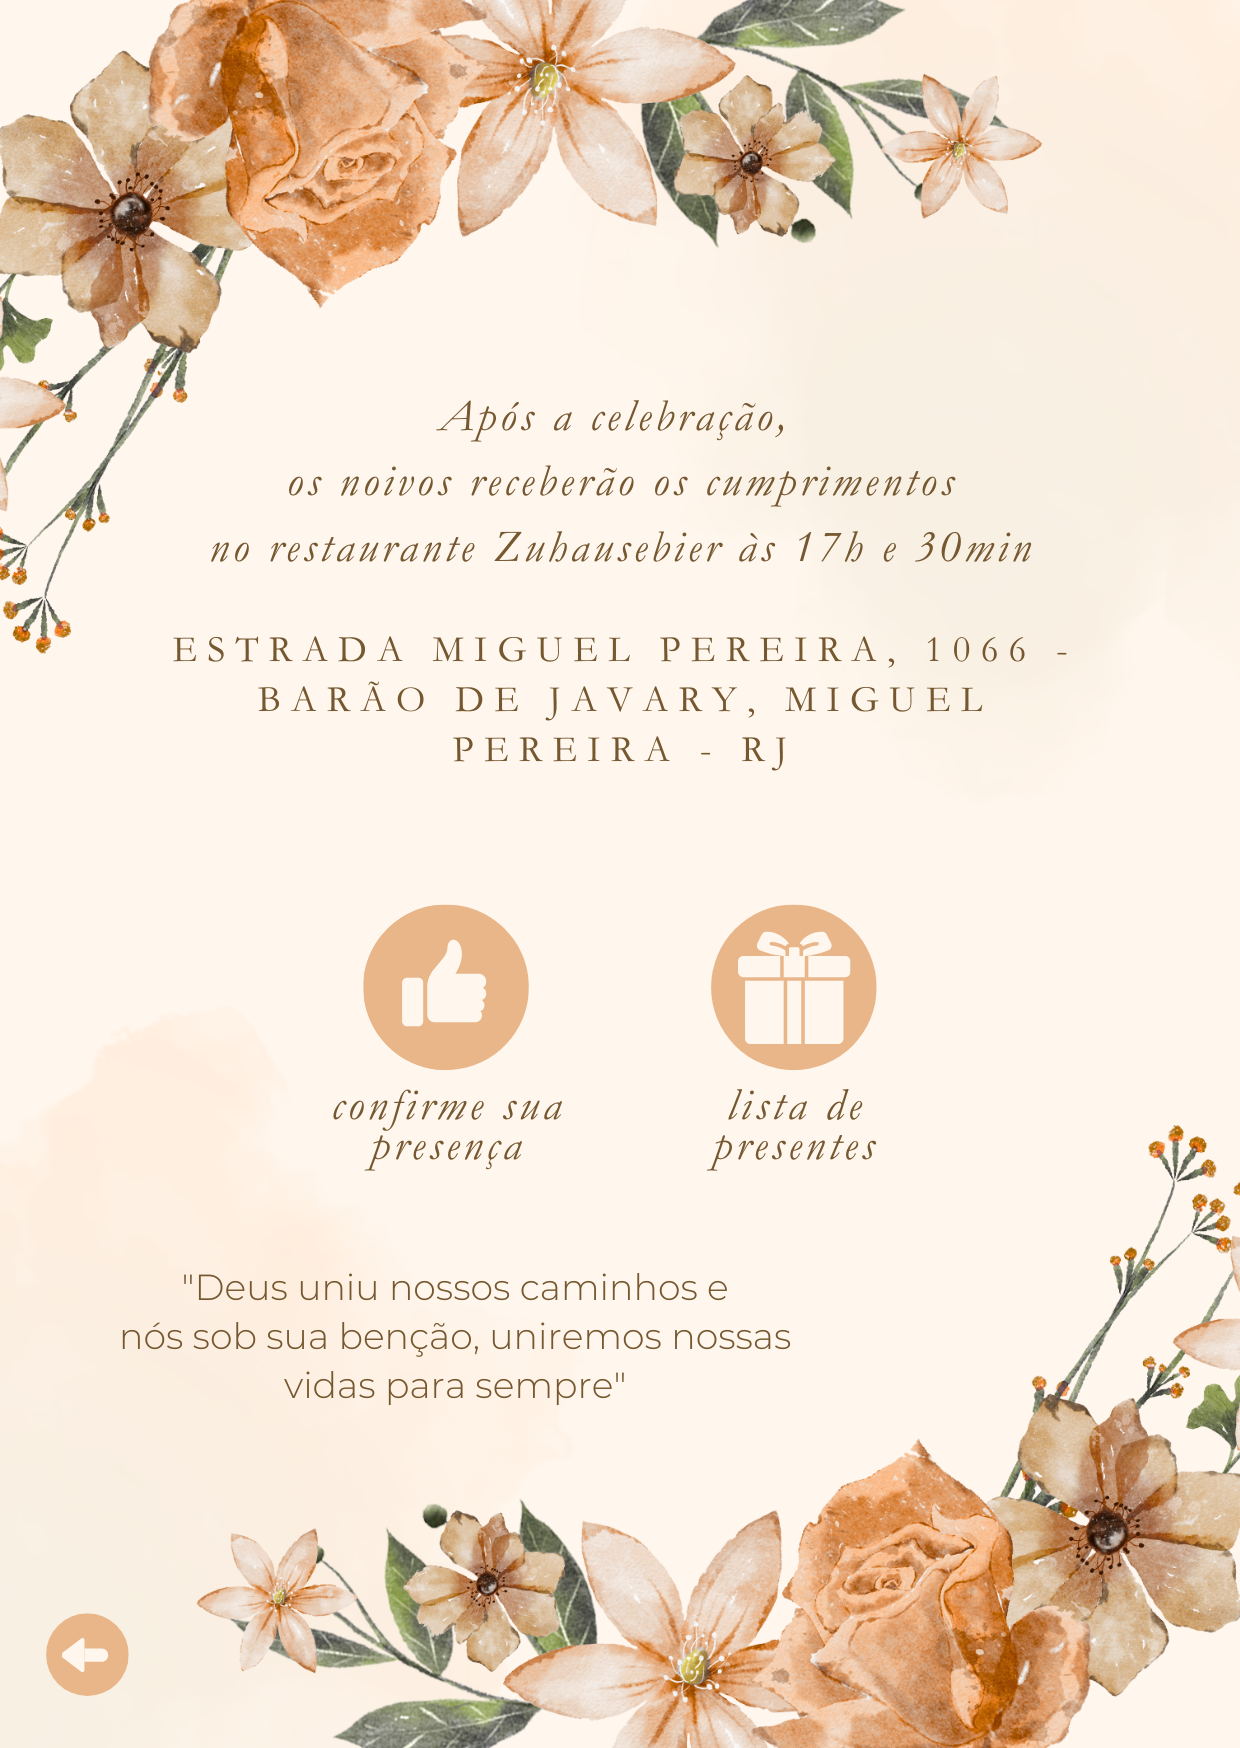 Após a celebração,
os noivos receberão os cumprimentos
no restaurante Zuhausebier às 17h e 30min
ESTRADA MIGUEL PEREIRA, 1066 -
BARÃO DE JAVARY, MIGUEL
PEREIRA - RJ
confirme sua
presença
lista de
presentes
"Deus uniu nossos caminhos e
nós sob sua benção, uniremos nossas
vidas para sempre"